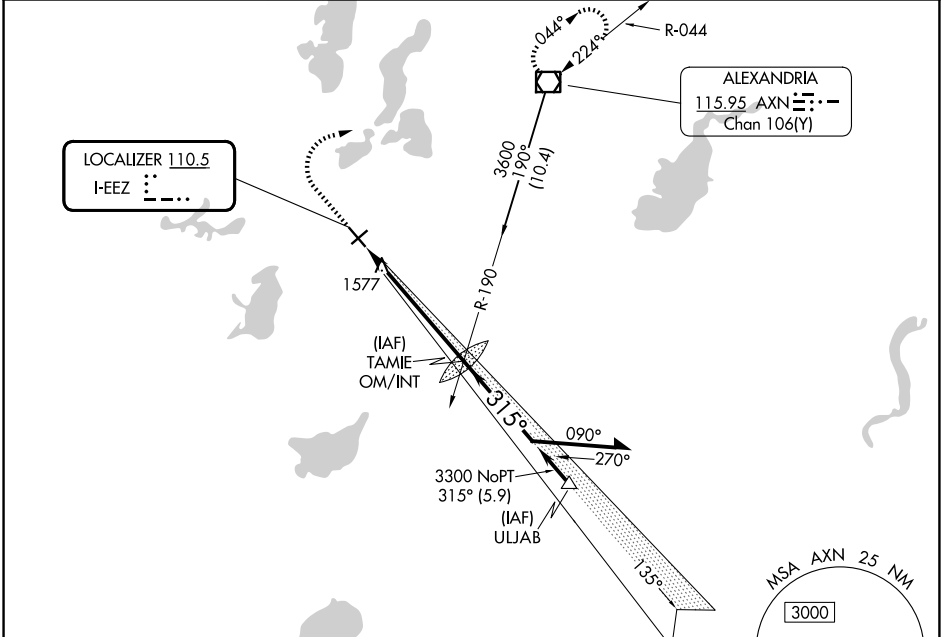 044°
224°
R-044
ALEXANDRIA
115.95 AXN
Chan 106(Y)
LOCALIZER 110.5
I-EEZ
3600
190°
(10.4)
R-190
1577
(IAF)
TAMIE
OM/INT
315°
090°
270°
3300 NoPT
315° (5.9)
(IAF)
ULJAB
135°
MSA AXN 25 NM
3000